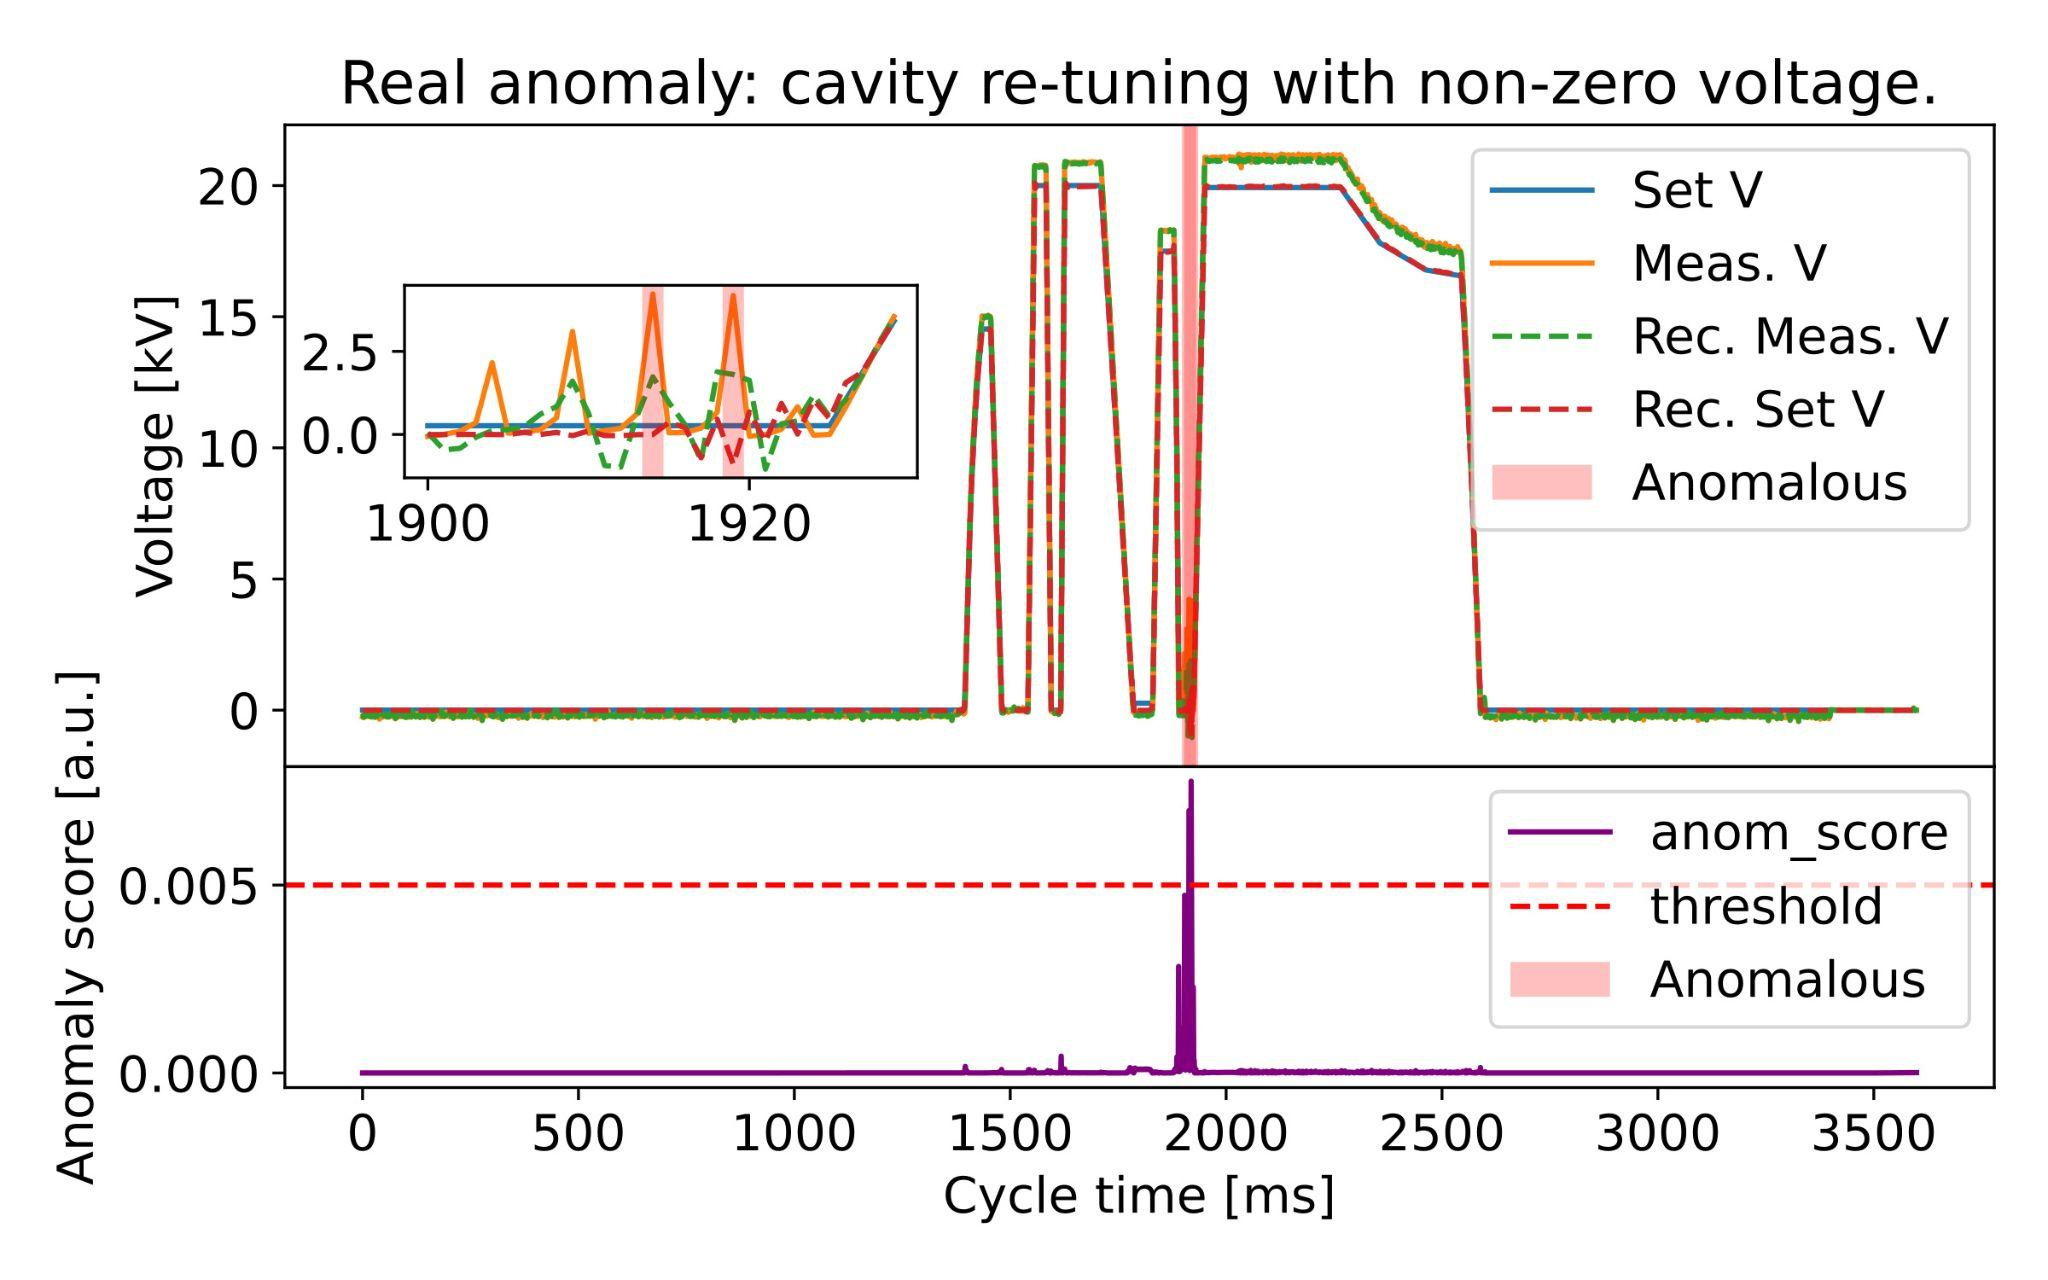 Real anomaly: cavity re-tuning with non-zero voltage.
Voltage [kV]
20
15
10
5
0
2.5
0.0
1900
1920
Set V
Meas. V
Rec. Meas. V
Rec. Set V
Anomalous
Anomaly score [a.u.]
0.005
0.000
anom_score
threshold
Anomalous
0
500
1000
1500
2000
2500
3000
3500
Cycle time [ms]